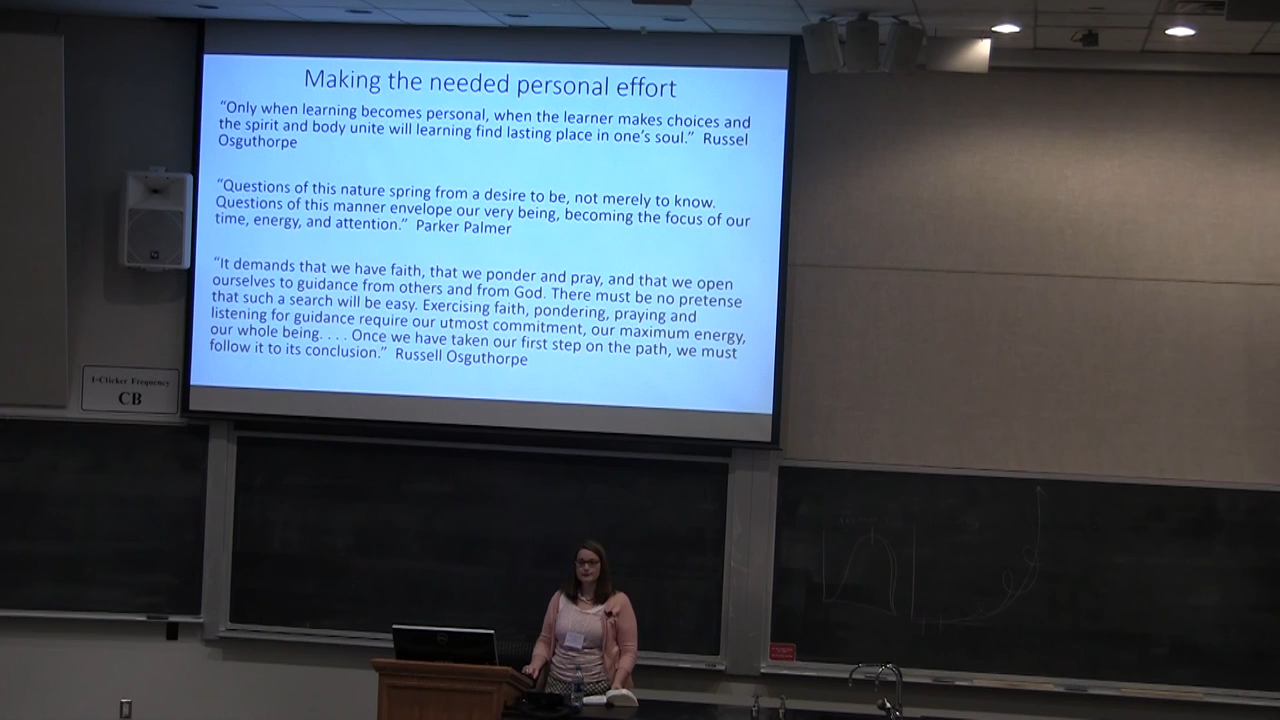 Making the needed personal effort
“Only when learning becomes personal, when the learner makes choices and
the spirit and body unite will learning find lasting place in one’s soul.” Russel
Osguthorpe
“Questions of this nature spring from a desire to be, not merely to know.
Questions of this manner envelope our very being, becoming the focus of our
time, energy, and attention.” Parker Palmer
“It demands that we have faith, that we ponder and pray, and that we open
ourselves to guidance from others and from God. There must be no pretense
that such a search will be easy. Exercising faith, pondering, praying and
listening for guidance require our utmost commitment, our maximum energy,
our whole being. . . . Once we have taken our first step on the path, we must
follow it to its conclusion.” Russell Osguthorpe
I-Clicker Frequency
CB